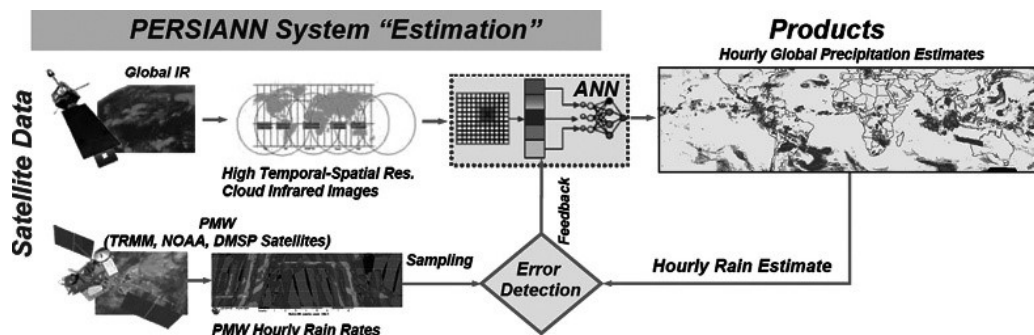 PERSIANN System “Estimation”
Products
Hourly Global Precipitation Estimates
Satellite Data
Global IR
High Temporal-Spatial Res.
Cloud Infrared Images
ANN
PMW
(TRMM, NOAA, DMSP Satellites)
PMW Hourly Rain Rates
Sampling
Error
Detection
Feedback
Hourly Rain Estimate